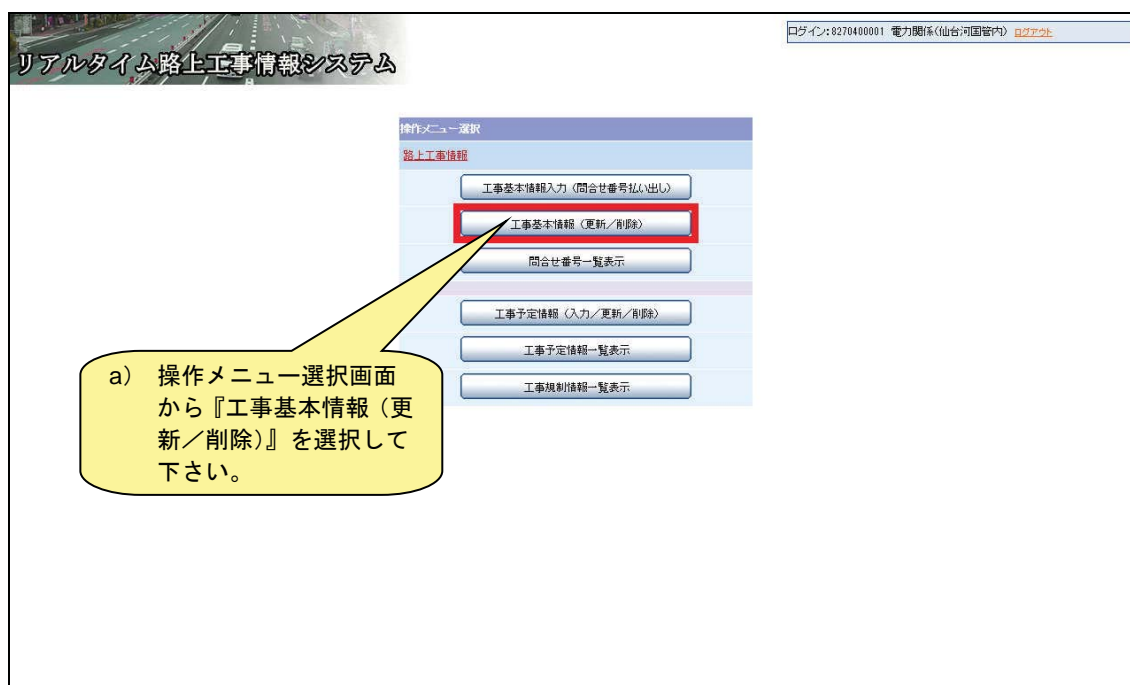 リアルタイム路上工事情報システム
ログイン:8270400001 電力関係(仙台河国管内) ログアウト
操作メニュー選択
路上工事情報
工事基本情報入力(問合せ番号払い出し)
工事基本情報(更新/削除)
問合せ番号一覧表示
工事予定情報(入力/更新/削除)
工事予定情報一覧表示
工事規制情報一覧表示
a) 操作メニュー選択画面
から『工事基本情報(更
新/削除)』を選択して
下さい。